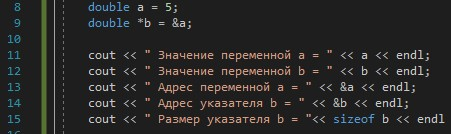 8 double a = 5;
9 double *b = &a;
10
11 cout << " Значение переменной a = " << a << endl;
12 cout << " Значение переменной b = " << b << endl;
13 cout << " Адрес переменной a = " << &a << endl;
14 cout << " Адрес указателя b = " << &b << endl;
15 cout << " Размер указателя b = "<< sizeof b << endl